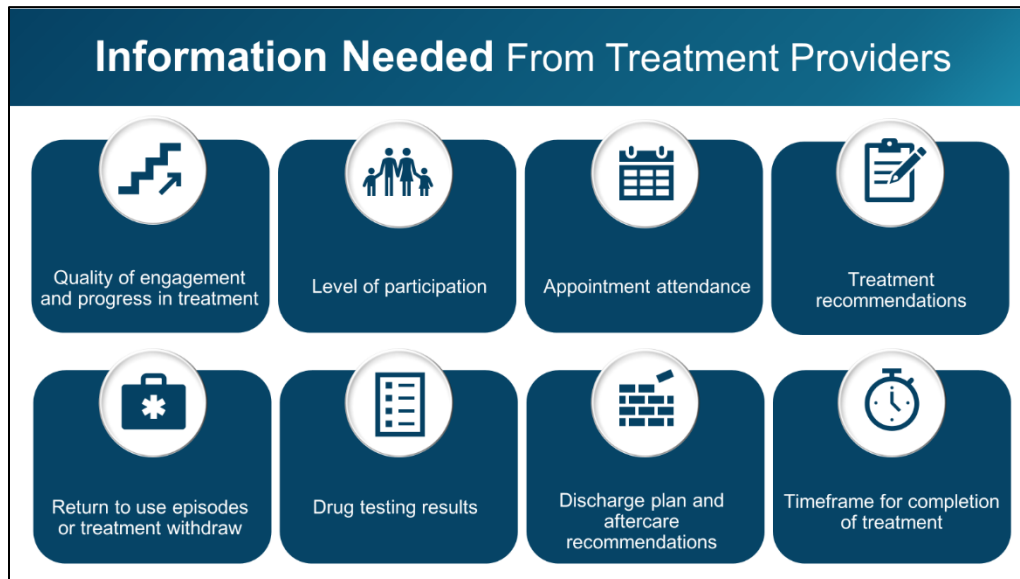 Information Needed From Treatment Providers
Quality of engagement
and progress in treatment
Level of participation
Appointment attendance
Treatment
recommendations
Return to use episodes
or treatment withdraw
Drug testing results
Discharge plan and
aftercare
recommendations
Timeframe for completion
of treatment